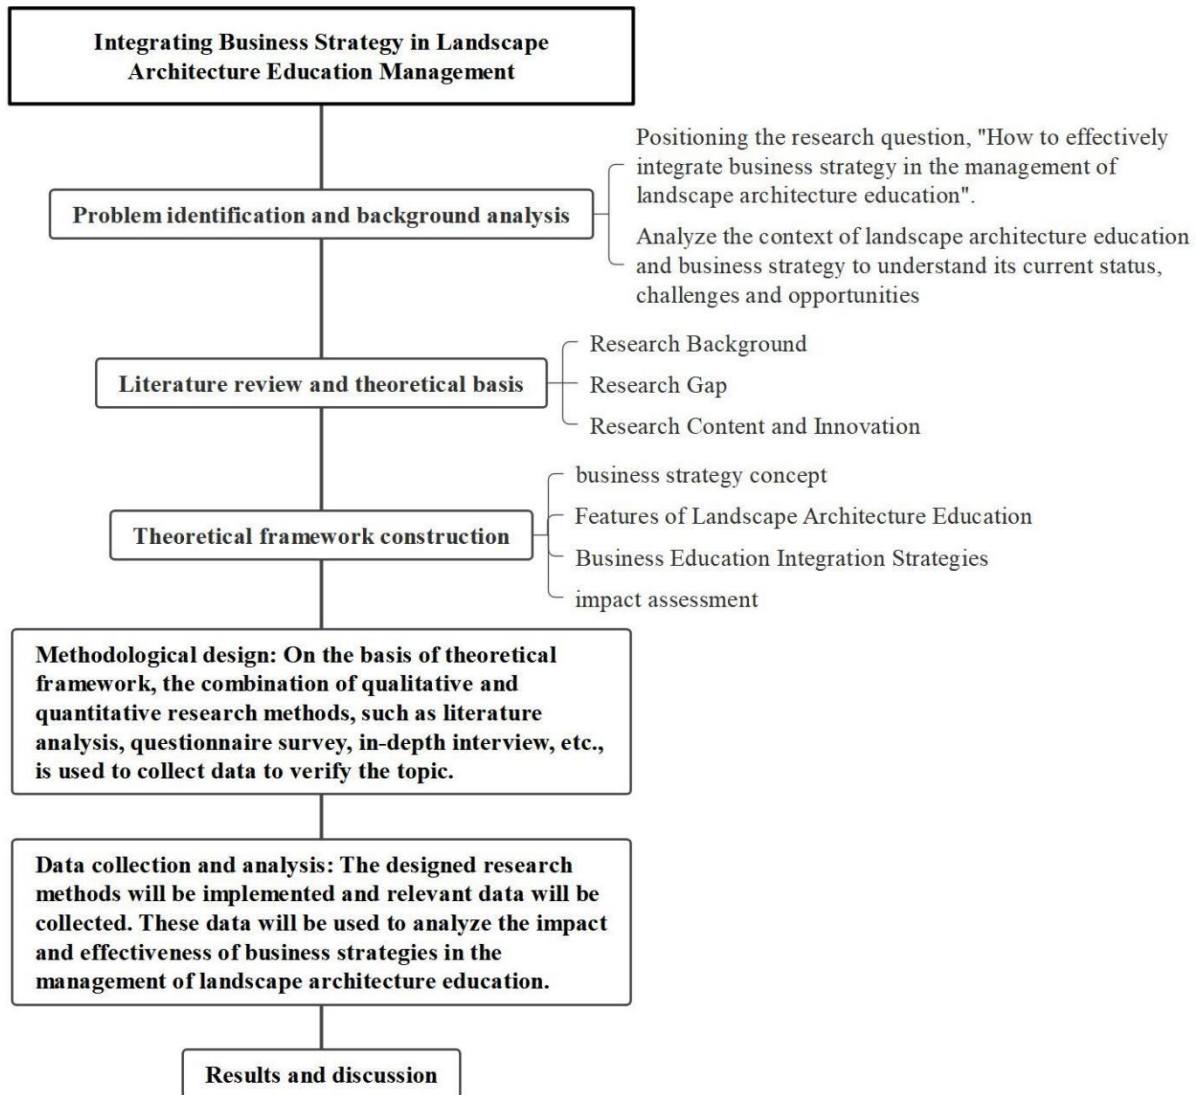 Integrating Business Strategy in Landscape
Architecture Education Management
Problem identification and background analysis
Positioning the research question, "How to effectively
integrate business strategy in the management of
landscape architecture education".
Analyze the context of landscape architecture education
and business strategy to understand its current status,
challenges and opportunities
Literature review and theoretical basis
Research Background
Research Gap
Research Content and Innovation
Theoretical framework construction
business strategy concept
Features of Landscape Architecture Education
Business Education Integration Strategies
impact assessment
Methodological design: On the basis of theoretical
framework, the combination of qualitative and
quantitative research methods, such as literature
analysis, questionnaire survey, in-depth interview, etc.,
is used to collect data to verify the topic.
Data collection and analysis: The designed research
methods will be implemented and relevant data will be
collected. These data will be used to analyze the impact
and effectiveness of business strategies in the
management of landscape architecture education.
Results and discussion